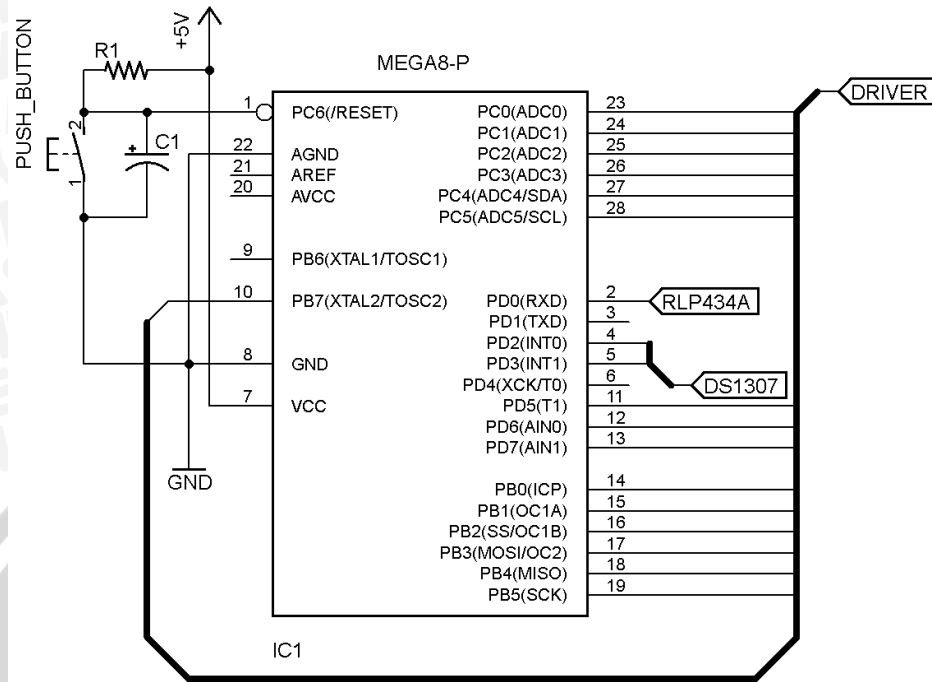 PUSH_BUTTON
R1
+5V
2
1
+
C1
GND
MEGA8-P
1 PC6(/RESET)
22 AGND
21 AREF
20 AVCC
9 PB6(XTAL1/TOSC1)
10 PB7(XTAL2/TOSC2)
8 GND
7 VCC
PC0(ADC0) 23
PC1(ADC1) 24
PC2(ADC2) 25
PC3(ADC3) 26
PC4(ADC4/SDA) 27
PC5(ADC5/SCL) 28
PD0(RXD) 2
PD1(TXD) 3
PD2(INT0) 4
PD3(INT1) 5
PD4(XCK/T0) 6
PD5(T1) 11
PD6(AIN0) 12
PD7(AIN1) 13
PB0(ICP) 14
PB1(OC1A) 15
PB2(SS/OC1B) 16
PB3(MOSI/OC2) 17
PB4(MISO) 18
PB5(SCK) 19
IC1
DRIVER
RLP434A
DS1307